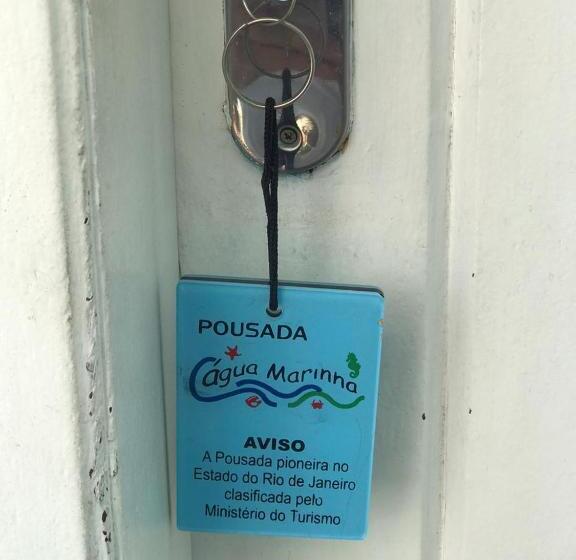 POUSADA
água Marinha
AVISO
A Pousada pioneira no
Estado do Rio de Janeiro
clasificada pelo
Ministério do Turismo